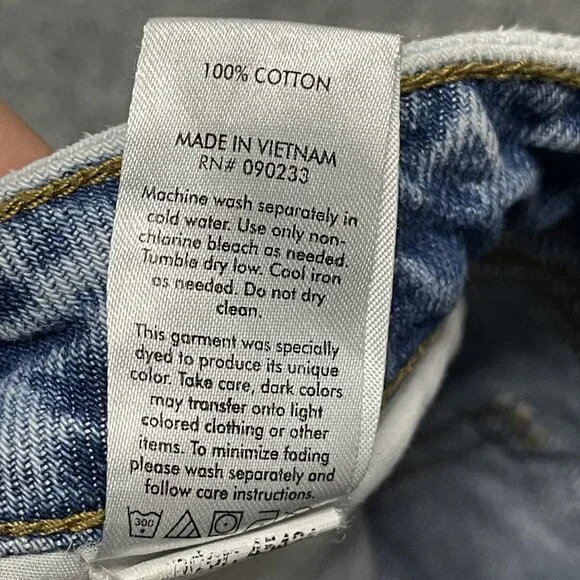 100% COTTON
MADE IN VIETNAM
RN# 090233
Machine wash separately in
cold water. Use only non-
chlorine bleach as needed.
Tumble dry low. Cool iron
as needed. Do not dry
clean.
This garment was specially
dyed to produce its unique
color. Take care, dark colors
may transfer onto light
colored clothing or other
items. To minimize fading
please wash separately and
follow care instructions.
300